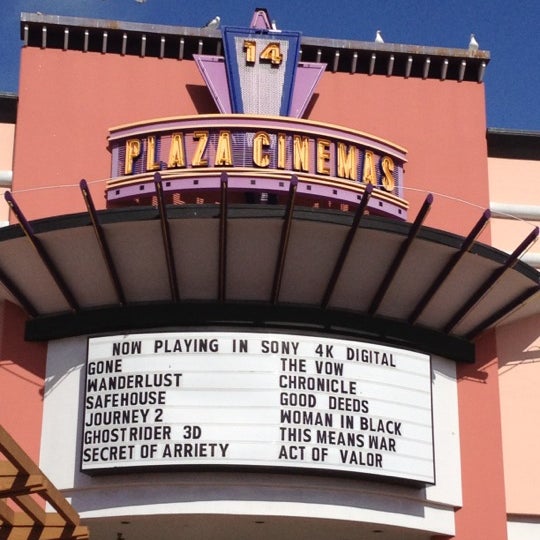 14
PLAZA CINEMAS
NOW PLAYING IN SONY 4K DIGITAL
GONE
WANDERLUST
SAFEHOUSE
JOURNEY 2
GHOSTRIDER 3D
SECRET OF ARRIETY
THE VOW
CHRONICLE
GOOD DEEDS
WOMAN IN BLACK
THIS MEANS WAR
ACT OF VALOR